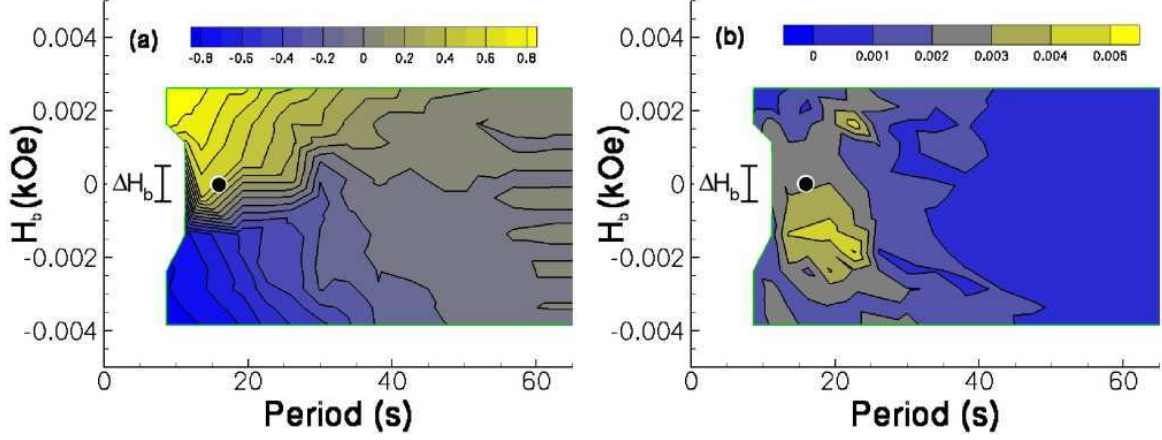 (a)
-0.8 -0.6 -0.4 -0.2 0 0.2 0.4 0.6 0.8
0.004
0.002
0
-0.002
-0.004
H_b (kOe)
ΔH_b
0 20 40 60
Period (s)
(b)
0 0.001 0.002 0.003 0.004 0.005
0.004
0.002
0
-0.002
-0.004
H_b (kOe)
ΔH_b
0 20 40 60
Period (s)